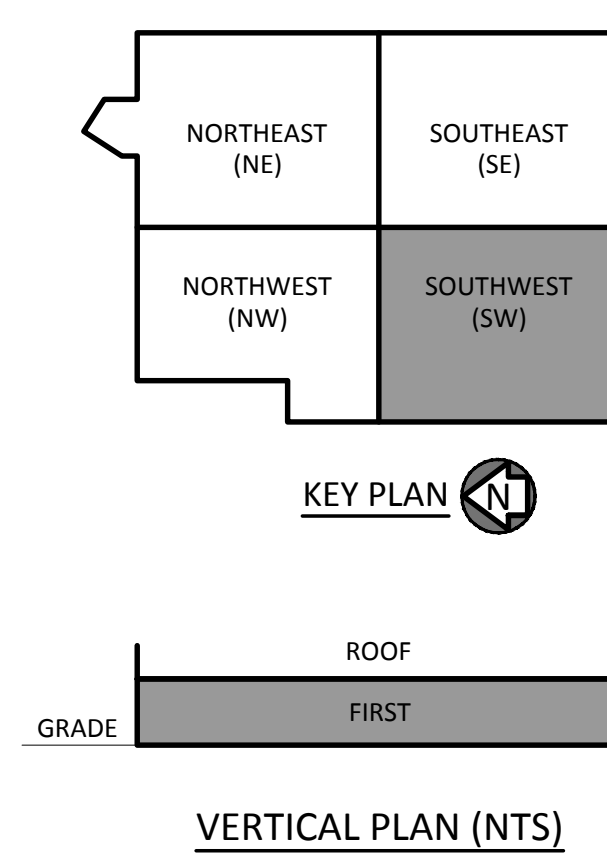 NORTHEAST
(NE)
SOUTHEAST
(SE)
NORTHWEST
(NW)
SOUTHWEST
(SW)
KEY PLAN N
ROOF
FIRST
GRADE
VERTICAL PLAN (NTS)